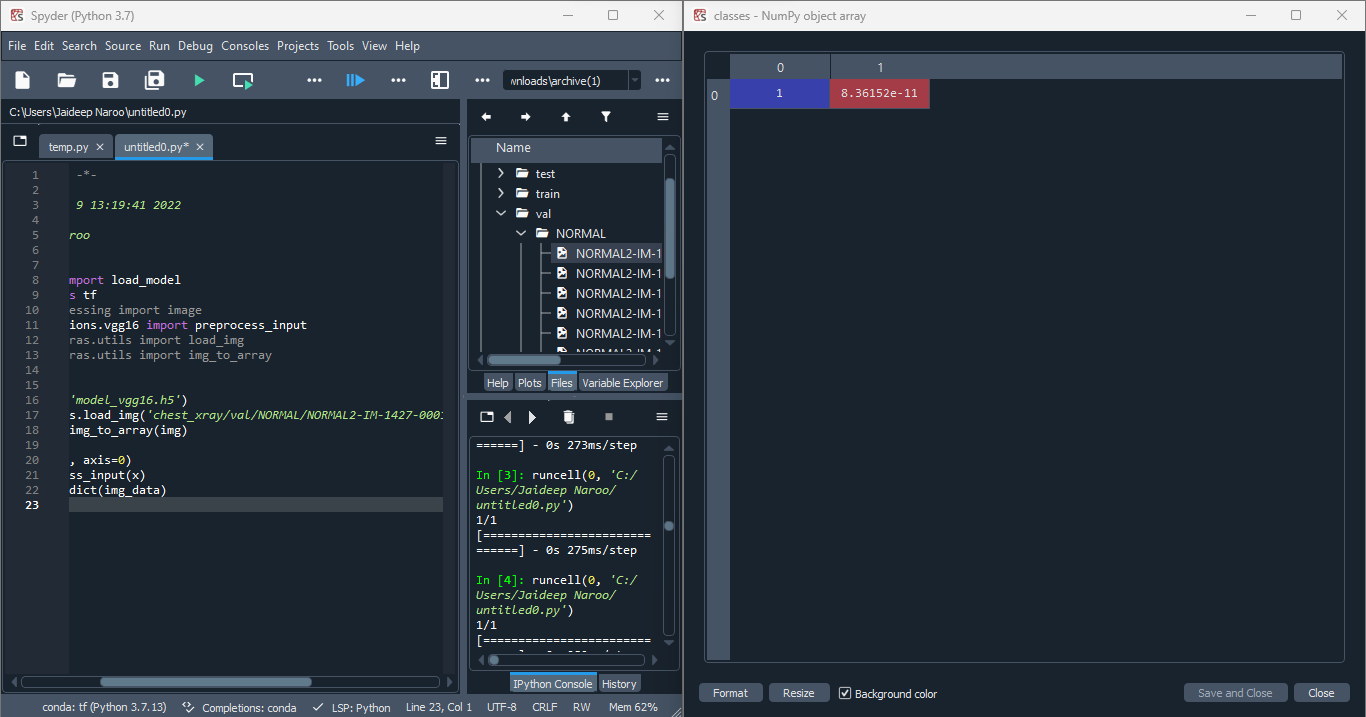 Spyder (Python 3.7)
File Edit Search Source Run Debug Consoles Projects Tools View Help
wnloads\archive(1)
C:\Users\Jaideep Naroo\untitled0.py
temp.py
untitled0.py*
1 -*-
2
3 9 13:19:41 2022
4
5 roo
6
7
8 mport load_model
9 s tf
10 essing import image
11 ions.vgg16 import preprocess_input
12 ras.utils import load_img
13 ras.utils import img_to_array
14
15
16 'model_vgg16.h5')
17 s.load_img('chest_xray/val/NORMAL/NORMAL2-IM-1427-0001
18 img_to_array(img)
19
20 , axis=0)
21 ss_input(x)
22 dict(img_data)
23
Name
test
train
val
NORMAL
NORMAL2-IM-1
NORMAL2-IM-1
NORMAL2-IM-1
NORMAL2-IM-1
NORMAL2-IM-1
NORMAL2-IM-1
Help Plots Files Variable Explorer
======] - 0s 273ms/step
In [3]: runcell(0, 'C:/
Users/Jaideep Naroo/
untitled0.py')
1/1
[=========================
======] - 0s 275ms/step
In [4]: runcell(0, 'C:/
Users/Jaideep Naroo/
untitled0.py')
1/1
[=========================
IPython Console History
conda: tf (Python 3.7.13) Completions: conda LSP: Python Line 23, Col 1 UTF-8 CRLF RW Mem 62%
classes - NumPy object array
0 1
0 1 8.36152e-11
Format Resize Background color Save and Close Close